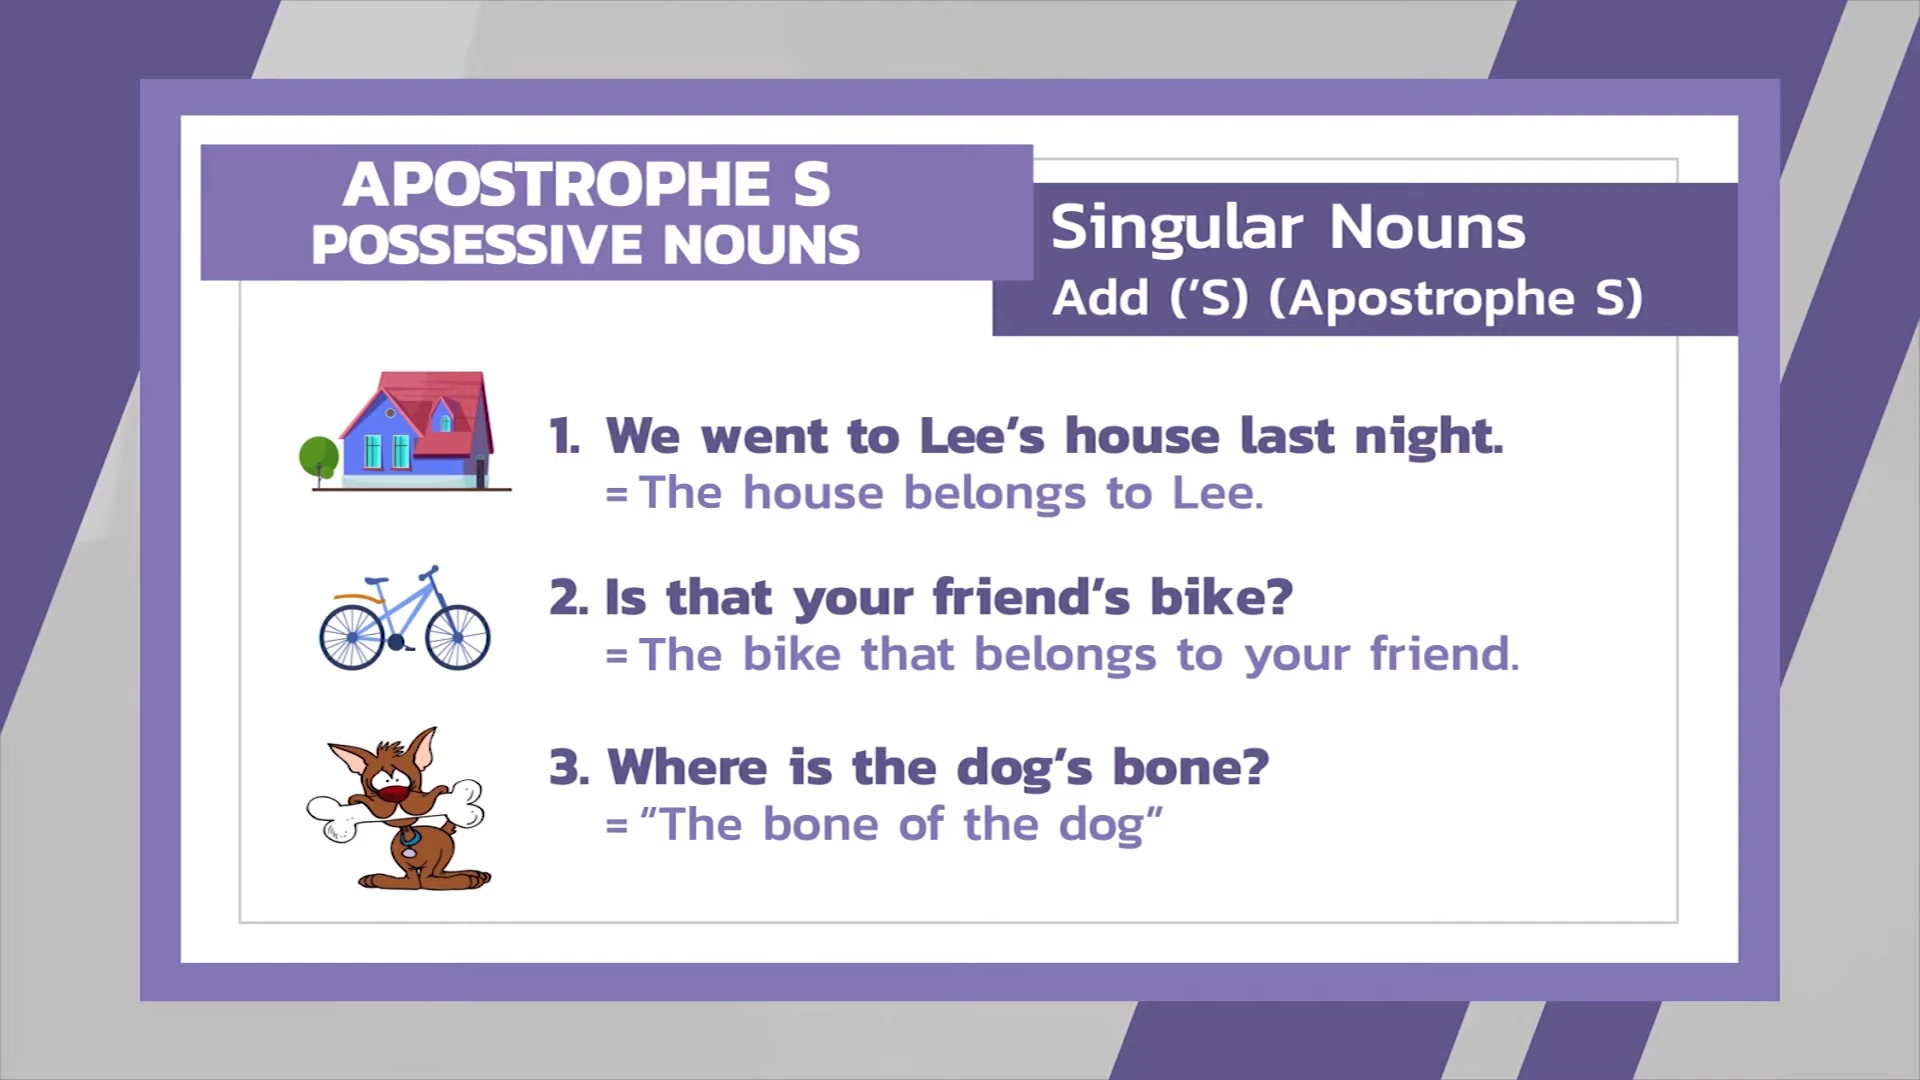 APOSTROPHE S
POSSESSIVE NOUNS
Singular Nouns
Add (’S) (Apostrophe S)
1. We went to Lee’s house last night.
= The house belongs to Lee.
2. Is that your friend’s bike?
= The bike that belongs to your friend.
3. Where is the dog’s bone?
= ”The bone of the dog”